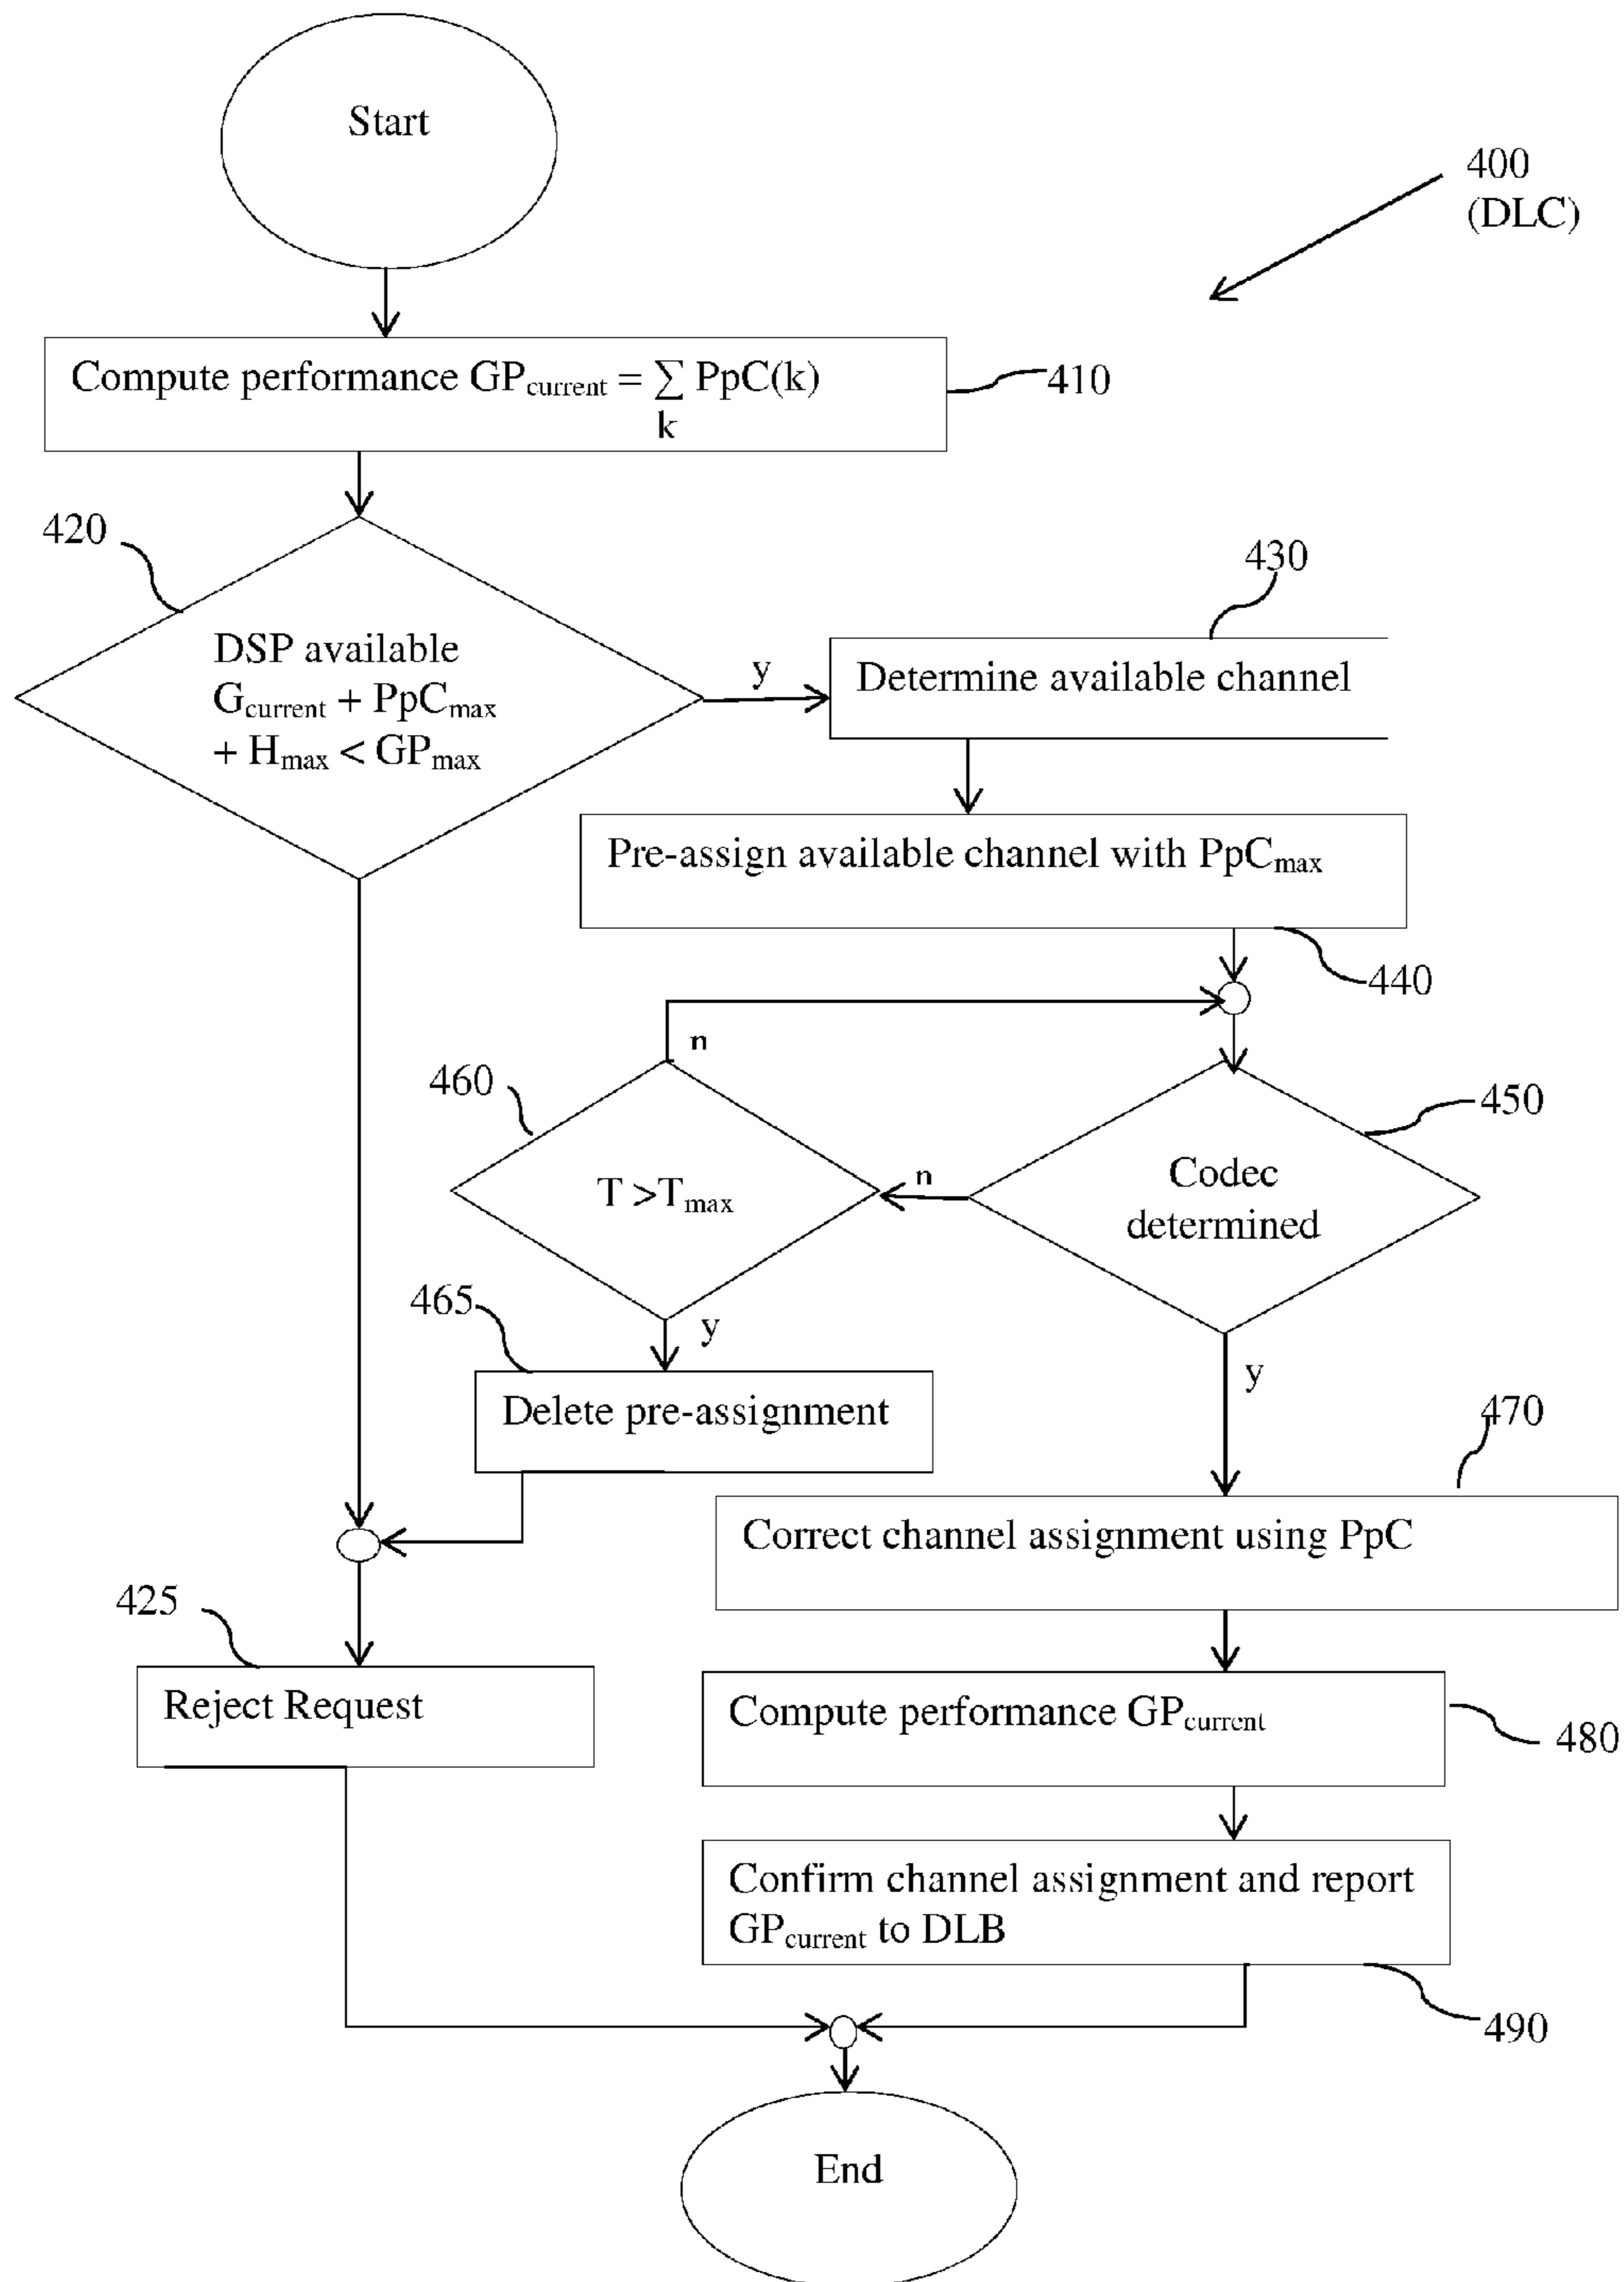 Start
400
(DLC)
Compute performance GPcurrent = ∑ PpC(k)
k
410
420
DSP available
Gcurrent + PpCmax
+ Hmax < GPmax
y
430
Determine available channel
Pre-assign available channel with PpCmax
440
n
460
T >Tmax
n
450
Codec
determined
465
y
y
Delete pre-assignment
470
Correct channel assignment using PpC
425
Reject Request
Compute performance GPcurrent
480
Confirm channel assignment and report
GPcurrent to DLB
490
End